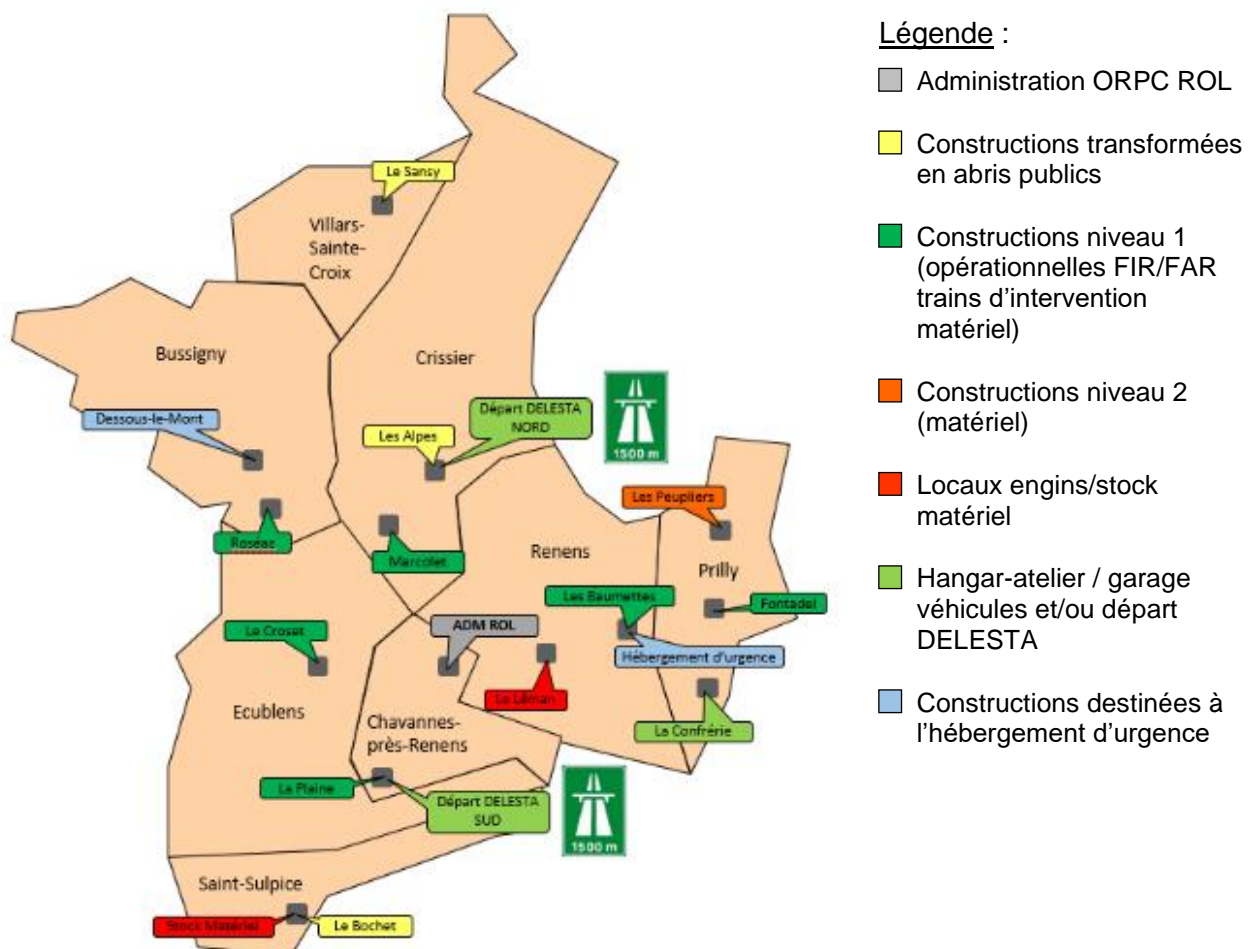 Légende :
Administration ORPC ROL
Constructions transformées
en abris publics
Constructions niveau 1
(opérationnelles FIR/FAR
trains d'intervention
matériel)
Constructions niveau 2
(matériel)
Locaux engins/stock
matériel
Hangar-atelier / garage
véhicules et/ou départ
DELESTA
Constructions destinées à
l'hébergement d'urgence
Le Sansy
Villars-
Sainte-
Croix
Bussigny
Crissier
Dessous-le-Mont
Départ DELESTA
NORD
Les Alpes
1500 m
Les Peupliers
Roséac
Marcolet
Renens
Prilly
Les Baumettes
Fontadel
Le Croset
ADM ROL
Hébergement d'urgence
Le Léman
Ecublens
Chavannes-
près-Renens
La Confrérie
La Plaine
Départ DELESTA
SUD
1500 m
Saint-Sulpice
Stock Matériel
Le Bochet